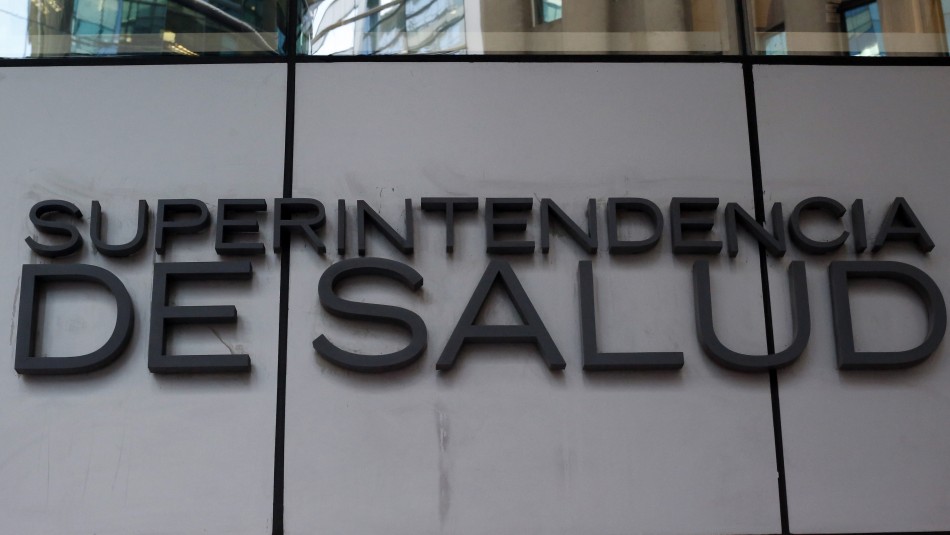 SUPERINTENDENCIA
DE SALUD